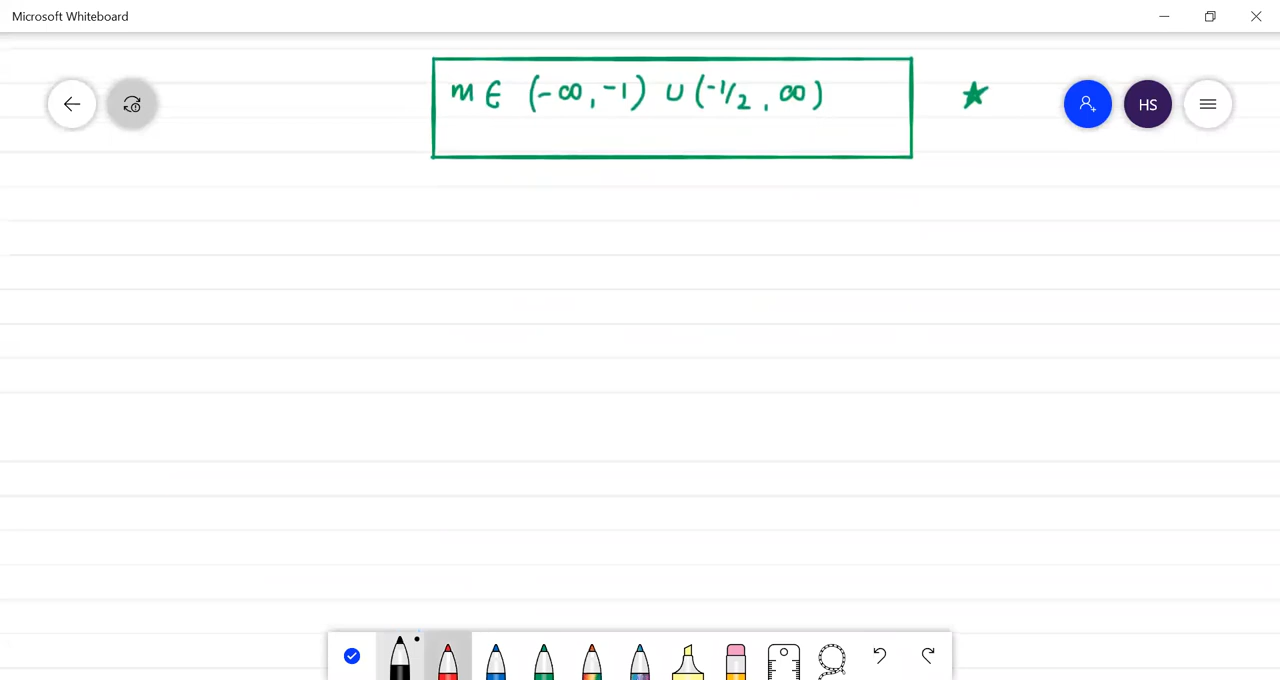 Microsoft Whiteboard
m ∈ (-∞, -1) ∪ (-1/2, ∞) ★
HS